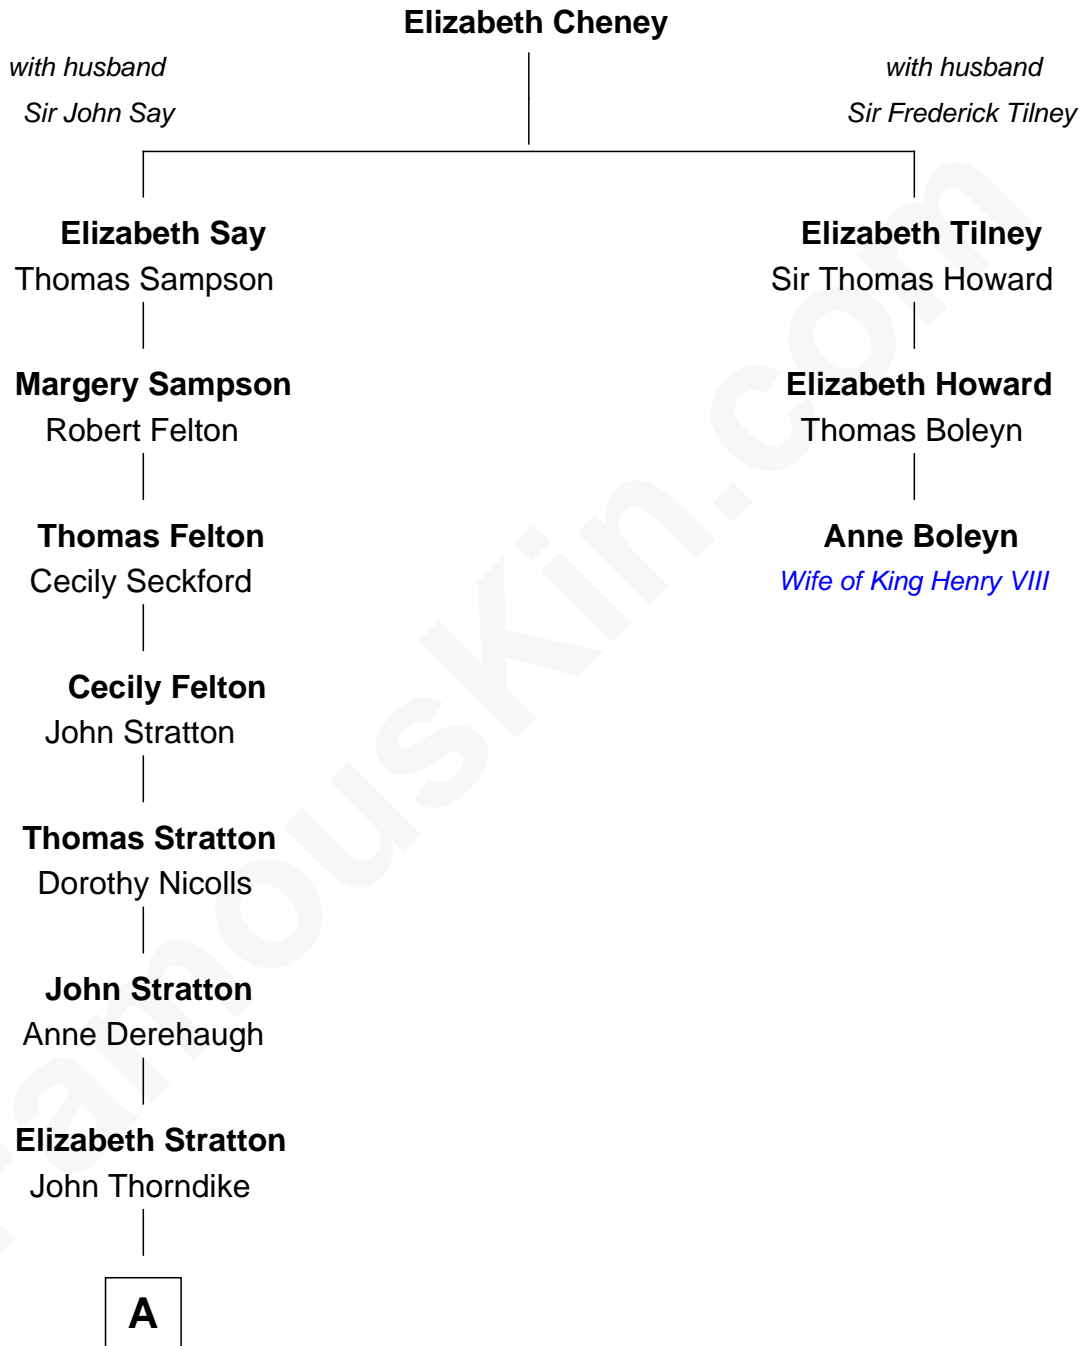 Elizabeth Cheney
with husband
Sir John Say
with husband
Sir Frederick Tilney
Elizabeth Say
Thomas Sampson
Elizabeth Tilney
Sir Thomas Howard
Margery Sampson
Robert Felton
Elizabeth Howard
Thomas Boleyn
Thomas Felton
Cecily Seckford
Anne Boleyn
Wife of King Henry VIII
Cecily Felton
John Stratton
Thomas Stratton
Dorothy Nicolls
John Stratton
Anne Derehaugh
Elizabeth Stratton
John Thorndike
A
FamousKin.com